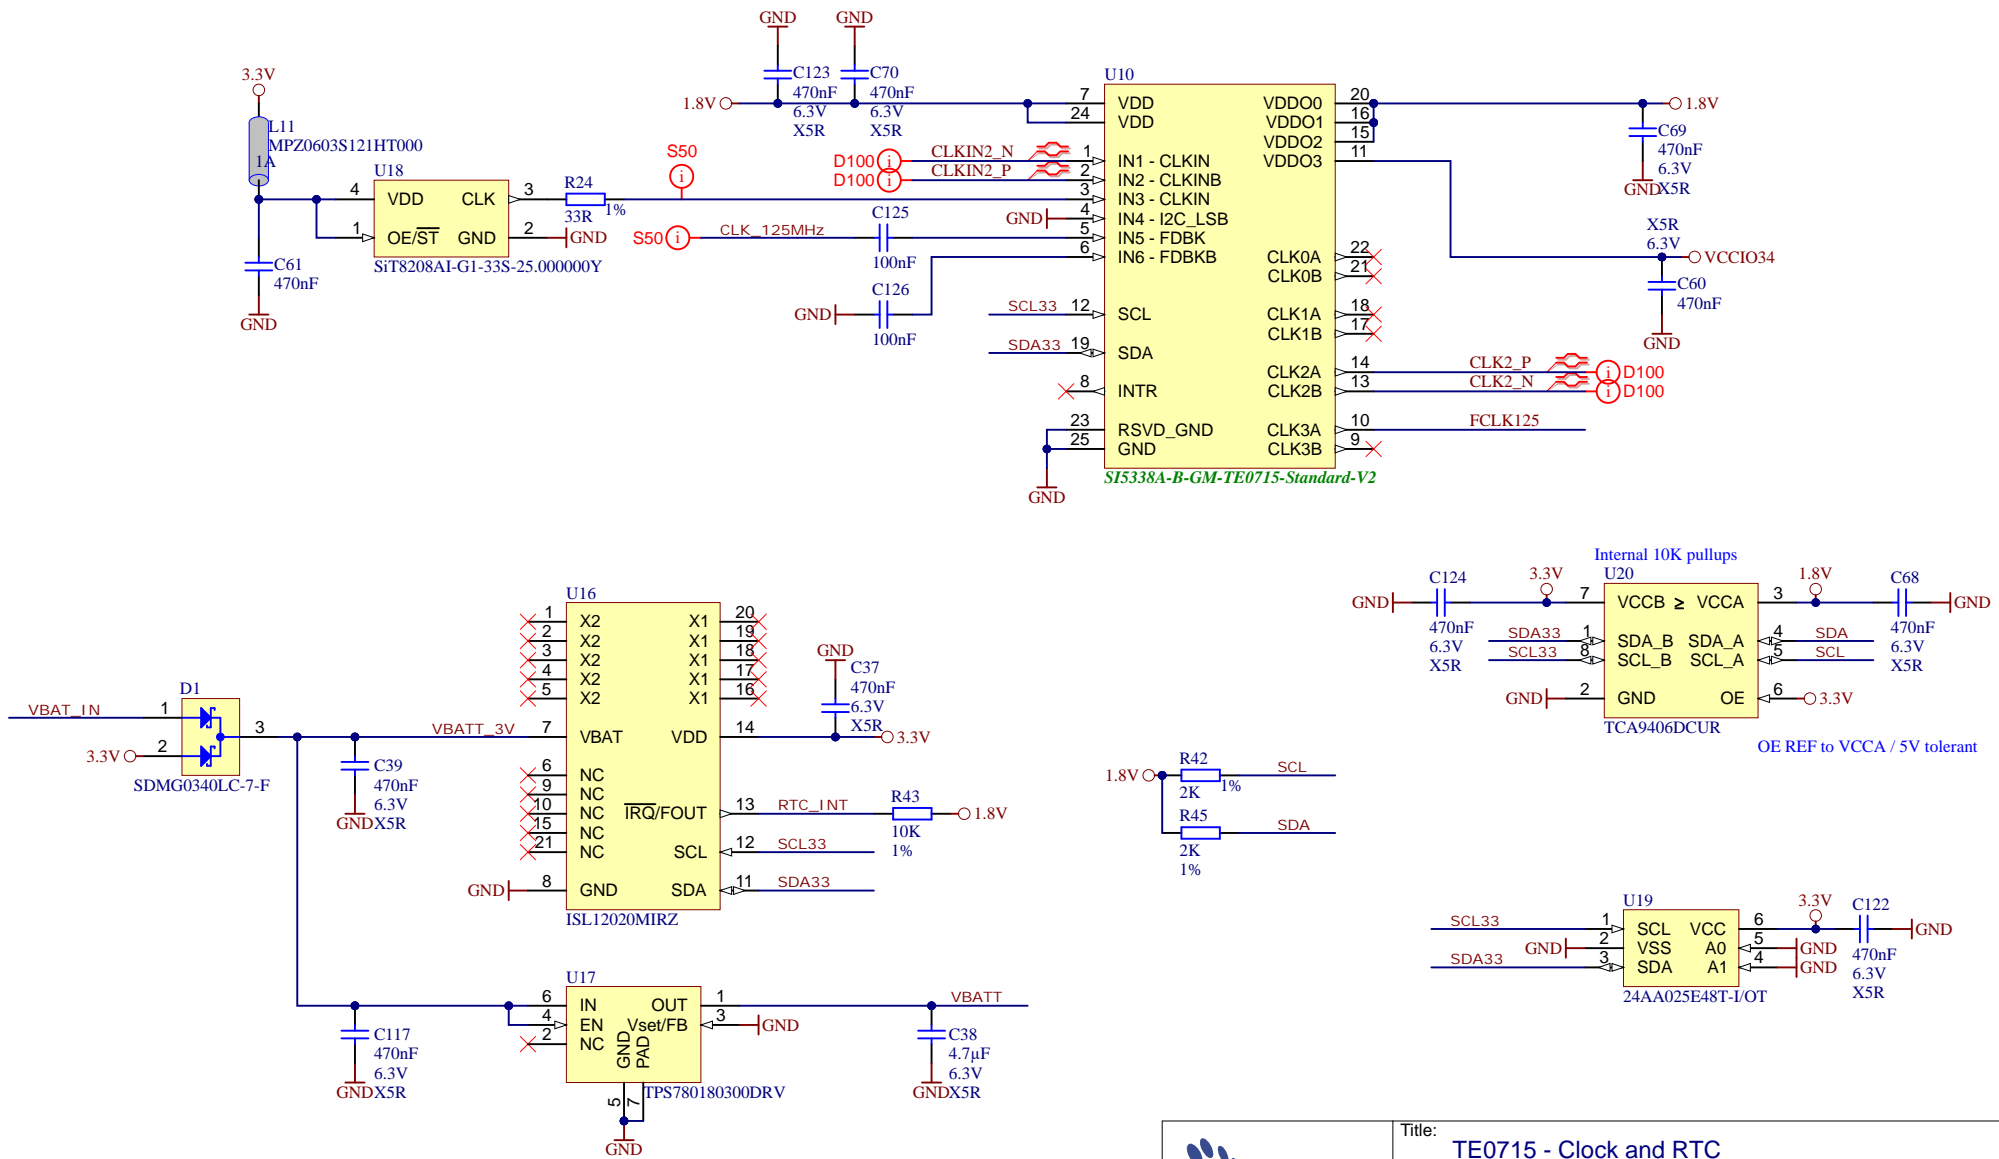 GND
GND
C123
470nF
6.3V
X5R
C70
470nF
6.3V
X5R
1.8V
3.3V
L11
MPZ0603S121HT000
1A
U18
4 VDD CLK 3
1 OE/ST GND 2
GND
SiT8208AI-G1-33S-25.000000Y
C61
470nF
GND
R24
33R
1%
S50
D100 i CLKIN2_N
D100 i CLKIN2_P
S50 i CLK_125MHz
i
C125
100nF
GND
C126
100nF
GND
SCL33
SDA33
U10
7 VDD VDDO0 20
24 VDD VDDO1 16
VDDO2 15
1 IN1 - CLKIN VDDO3 11
2 IN2 - CLKINB
3 IN3 - CLKIN
4 IN4 - I2C_LSB
5 IN5 - FDBK
6 IN6 - FDBKB CLK0A 22
CLK0B 21
12 SCL CLK1A 18
CLK1B 17
19 SDA
CLK2A 14
8 INTR CLK2B 13
23 RSVD_GND CLK3A 10
25 GND CLK3B 9
SI5338A-B-GM-TE0715-Standard-V2
GND
1.8V
C69
470nF
6.3V
GND X5R
X5R
6.3V
VCCIO34
C60
470nF
GND
CLK2_P i D100
CLK2_N i D100
FCLK125
VBAT_IN
3.3V
D1
1
2
3
SDMG0340LC-7-F
VBATT_3V
C39
470nF
6.3V
GND X5R
U16
1 X2 X1 20
2 X2 X1 19
3 X2 X1 18
4 X2 X1 17
5 X2 X1 16
7 VBAT VDD 14
6 NC
9 NC
10 NC IRQ/FOUT 13
15 NC
21 NC SCL 12
8 GND SDA 11
GND
ISL12020MIRZ
GND
C37
470nF
6.3V
X5R
3.3V
RTC_INT
R43
10K
1%
1.8V
SCL33
SDA33
U17
6 IN OUT 1
4 EN Vset/FB 3
2 NC
GND
PAD
5
7
GND
TPS780180300DRV
GND
C117
470nF
6.3V
GND X5R
VBATT
C38
4.7µF
6.3V
GND X5R
1.8V
R42
2K
1%
SCL
R45
2K
1%
SDA
Internal 10K pullups
U20
7 VCCB ≥ VCCA 3
1 SDA_B SDA_A 4
8 SCL_B SCL_A 5
2 GND OE 6
TCA9406DCUR
OE REF to VCCA / 5V tolerant
GND
C124
470nF
6.3V
X5R
3.3V
SDA33
SCL33
GND
1.8V
C68
470nF
6.3V
X5R
GND
SDA
SCL
3.3V
U19
1 SCL VCC 6
2 VSS A0 5
3 SDA A1 4
24AA025E48T-I/OT
SCL33
GND
SDA33
3.3V
C122
470nF
6.3V
X5R
GND
GND
GND
Title:
TE0715 - Clock and RTC